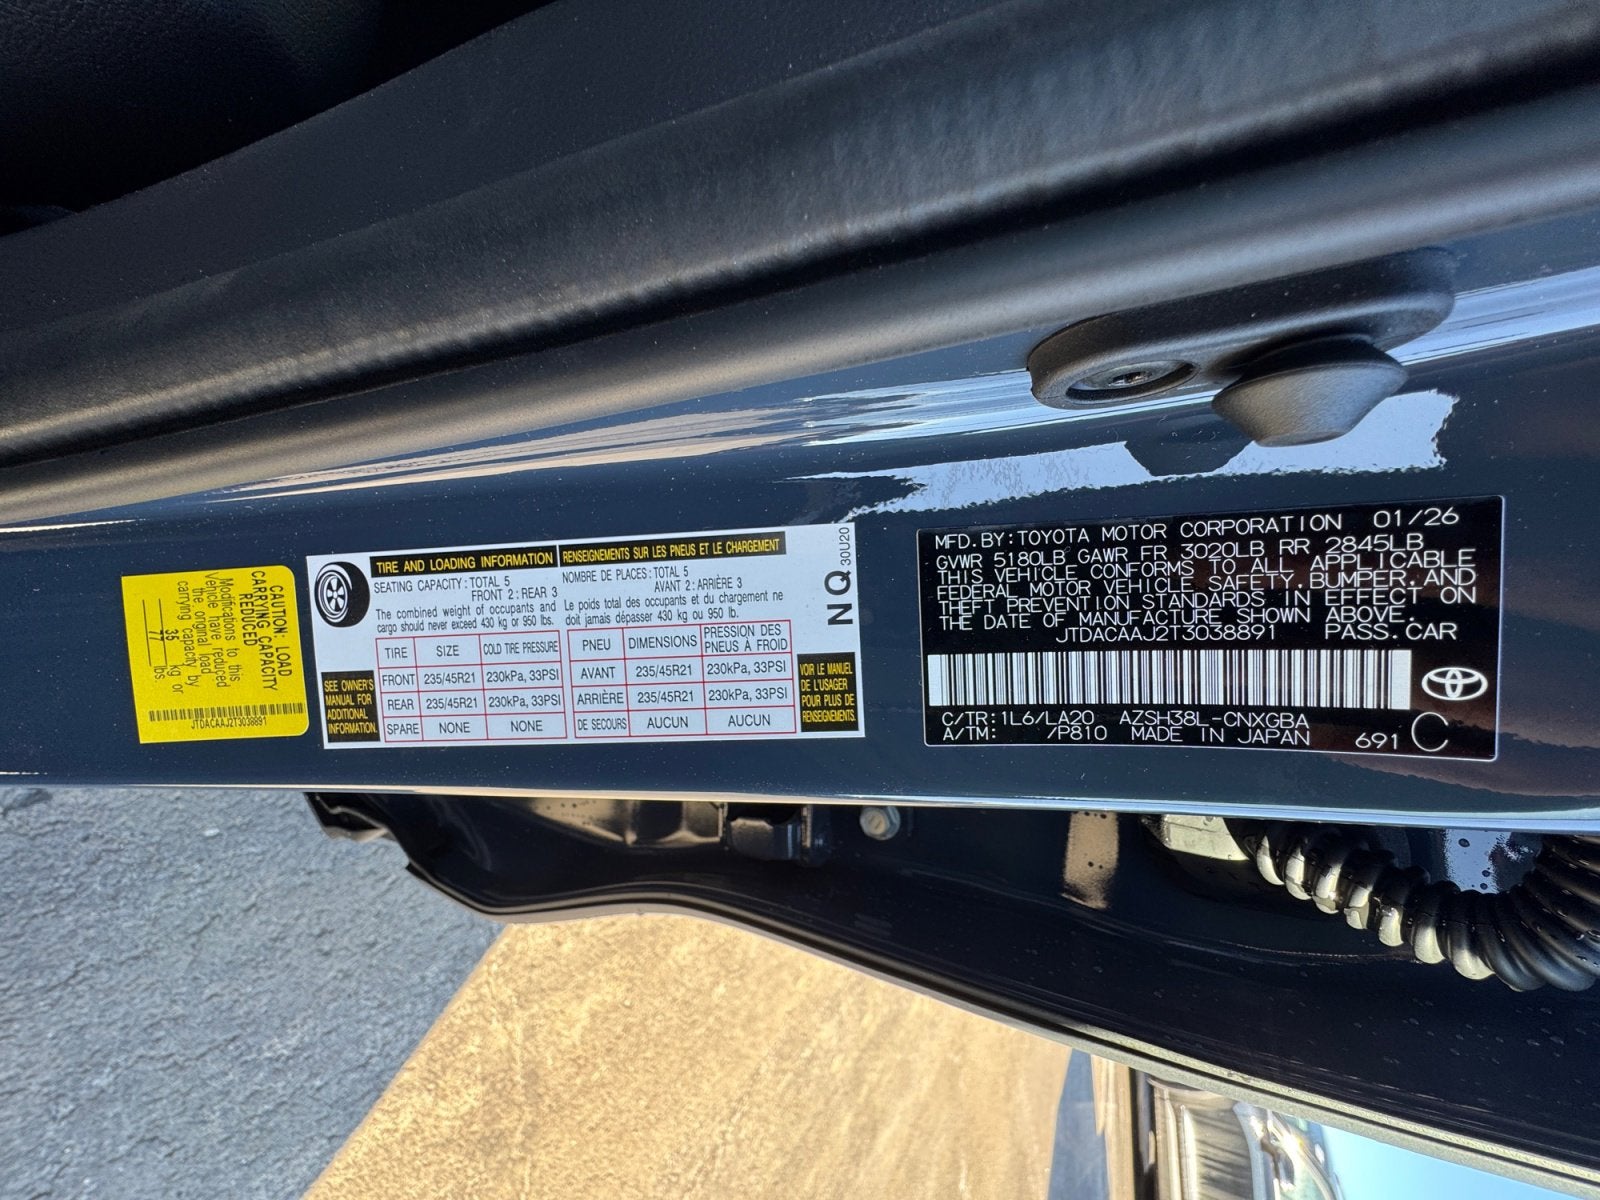 CAUTION: LOAD
CARRYING CAPACITY
REDUCED
Modifications to this
Vehicle have reduced
the original load
carrying capacity by
35 kg or
77 lbs.
JTDACAAJ2T3038891
TIRE AND LOADING INFORMATION
SEATING CAPACITY : TOTAL 5
FRONT 2 : REAR 3
The combined weight of occupants and
cargo should never exceed 430 kg or 950 lbs.
TIRE SIZE COLD TIRE PRESSURE
FRONT 235/45R21 230kPa, 33PSI
REAR 235/45R21 230kPa, 33PSI
SPARE NONE NONE
SEE OWNER'S
MANUAL FOR
ADDITIONAL
INFORMATION.
RENSEIGNEMENTS SUR LES PNEUS ET LE CHARGEMENT
NOMBRE DE PLACES : TOTAL 5
AVANT 2 : ARRIÈRE 3
Le poids total des occupants et du chargement ne
doit jamais dépasser 430 kg ou 950 lb.
PNEU DIMENSIONS PRESSION DES
PNEUS À FROID
AVANT 235/45R21 230kPa, 33PSI
ARRIÈRE 235/45R21 230kPa, 33PSI
DE SECOURS AUCUN AUCUN
VOIR LE MANUEL
DE L'USAGER
POUR PLUS DE
RENSEIGNEMENTS.
NQ 30U20
MFD.BY:TOYOTA MOTOR CORPORATION 01/26
GVWR 5180LB GAWR FR 3020LB RR 2845LB
THIS VEHICLE CONFORMS TO ALL APPLICABLE
FEDERAL MOTOR VEHICLE SAFETY,BUMPER,AND
THEFT PREVENTION STANDARDS IN EFFECT ON
THE DATE OF MANUFACTURE SHOWN ABOVE.
JTDACAAJ2T3038891 PASS.CAR
C/TR:1L6/LA20 AZSH38L-CNXGBA
A/TM: /P810 MADE IN JAPAN 691 C